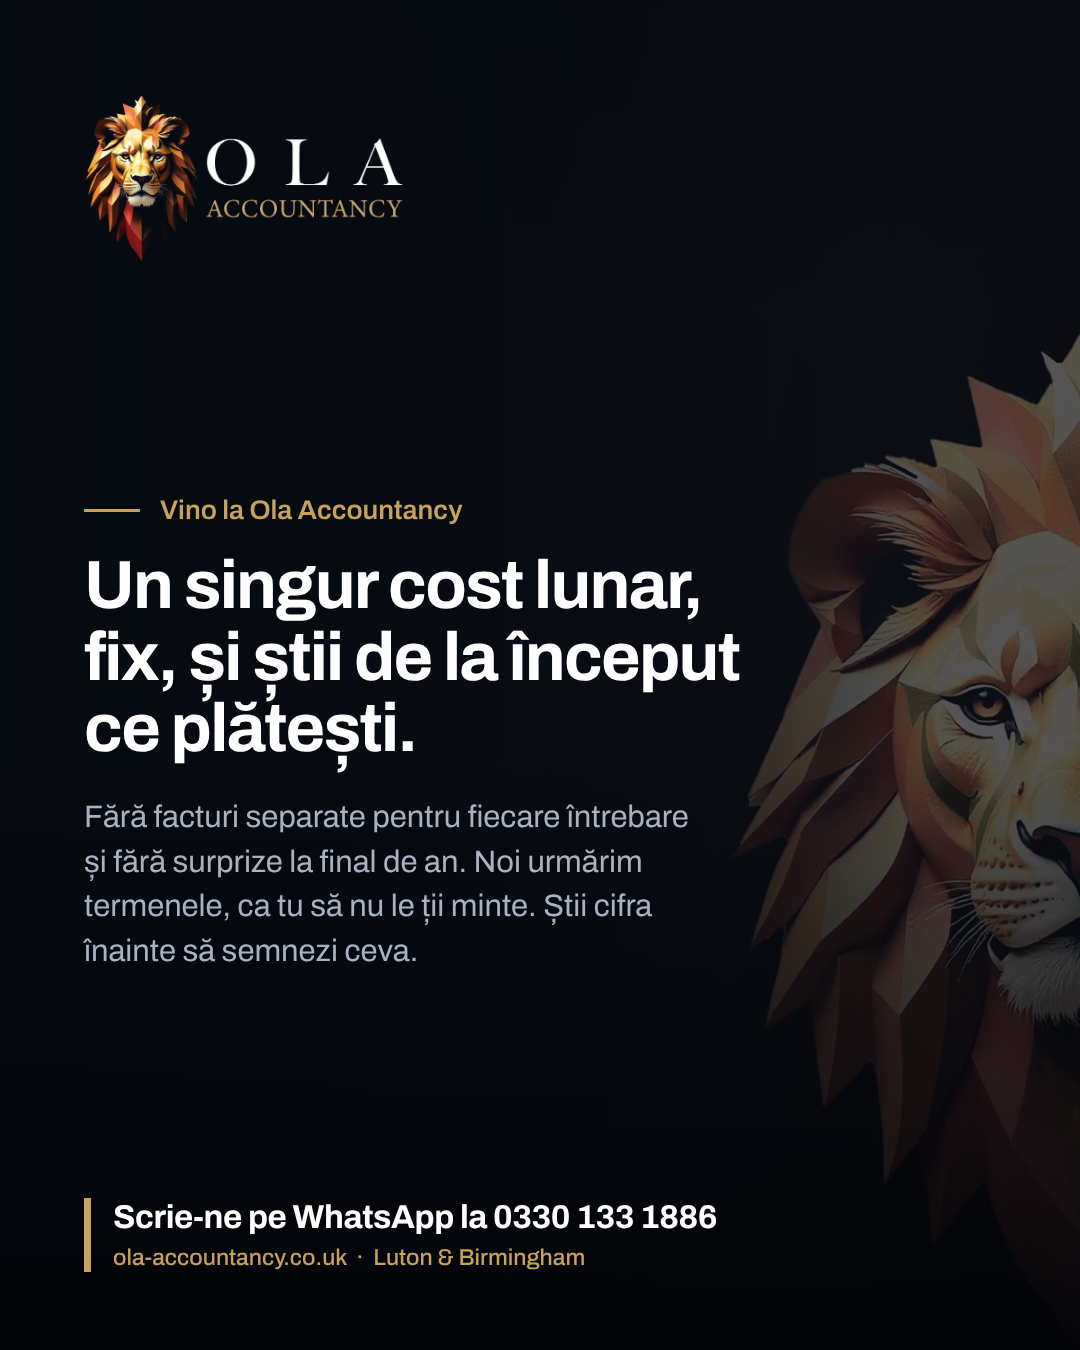 OLA
ACCOUNTANCY
Vino la Ola Accountancy
Un singur cost lunar,
fix, și știi de la început
ce plătești.
Fără facturi separate pentru fiecare întrebare
și fără surprize la final de an. Noi urmărim
termenele, ca tu să nu le ții minte. Știi cifra
înainte să semnezi ceva.
Scrie-ne pe WhatsApp la 0330 133 1886
ola-accountancy.co.uk · Luton & Birmingham